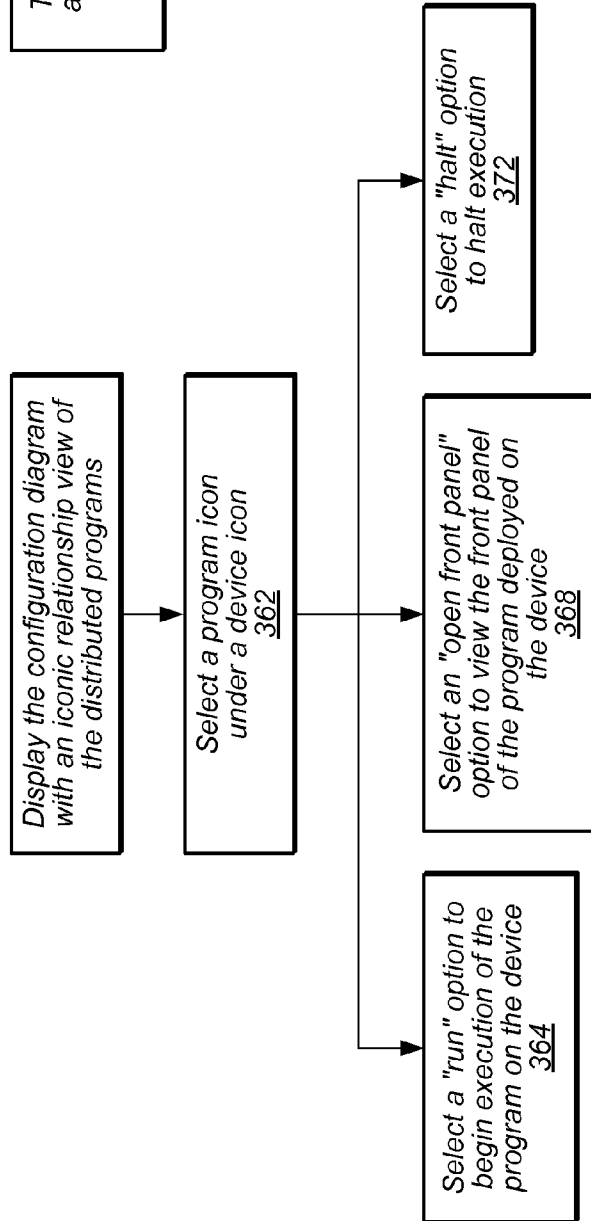 Display the configuration diagram
with an iconic relationship view of
the distributed programs
Select a program icon
under a device icon
362
Select a "run" option to
begin execution of the
program on the device
364
Select an "open front panel"
option to view the front panel
of the program deployed on
the device
368
Select a "halt" option
to halt execution
372